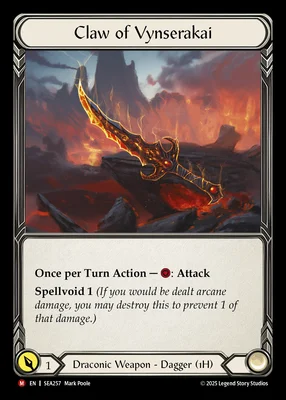 Claw of Vynserakai
Once per Turn Action — : Attack
Spellvoid 1 (If you would be dealt arcane
damage, you may destroy this to prevent 1 of
that damage.)
1
Draconic Weapon - Dagger (1H)
M EN | SEA257 Mark Poole
© 2025 Legend Story Studios